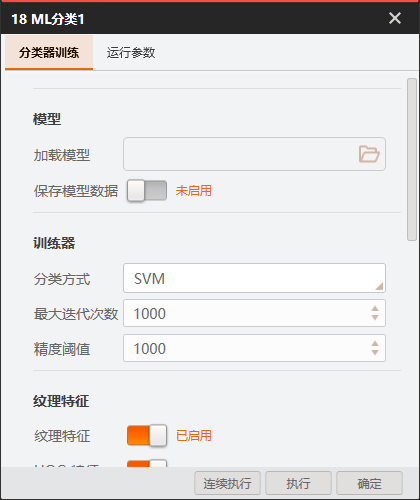 18 ML分类1
分类器训练 运行参数
模型
加载模型
保存模型数据 未启用
训练器
分类方式 SVM
最大迭代次数 1000
精度阈值 1000
纹理特征
纹理特征 已启用
HOG 特征
连续执行 执行 确定